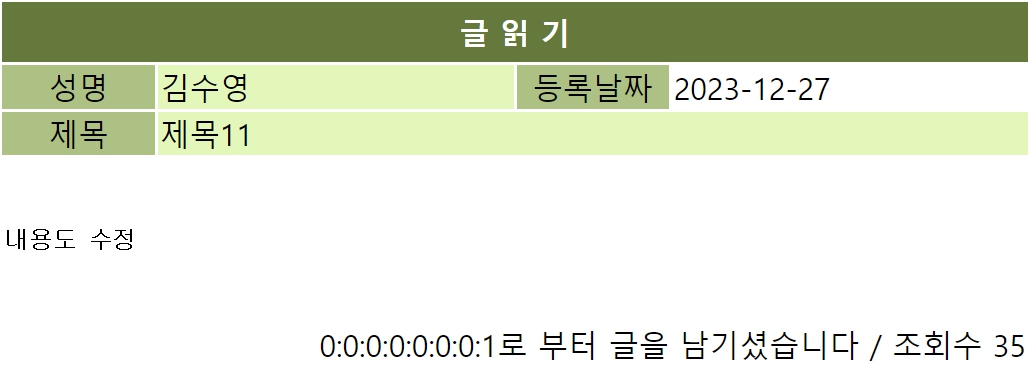 글 읽 기
성명 김수영 등록날짜 2023-12-27
제목 제목11
내용도 수정
0:0:0:0:0:0:0:1로 부터 글을 남기셨습니다 / 조회수 35